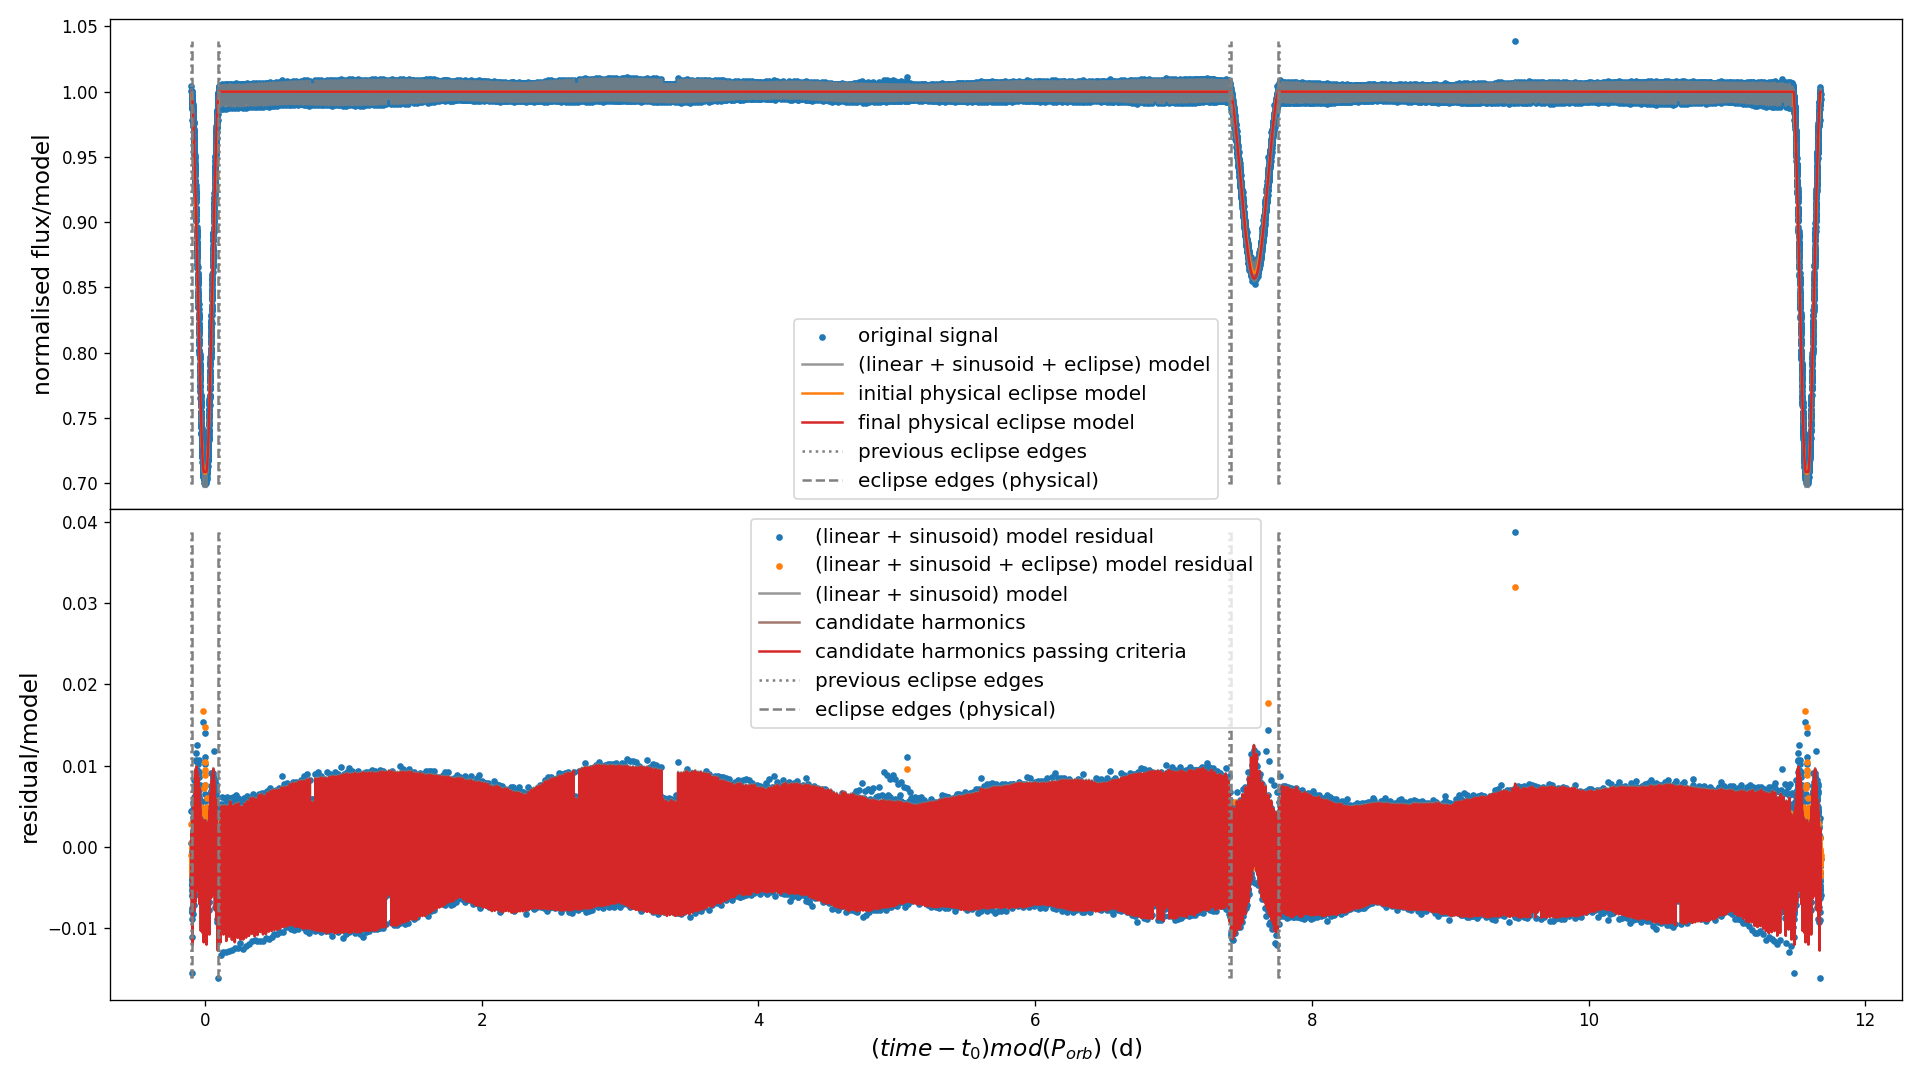 1.05
1.00
0.95
0.90
0.85
0.80
0.75
0.70
normalised flux/model
original signal
(linear + sinusoid + eclipse) model
initial physical eclipse model
final physical eclipse model
previous eclipse edges
eclipse edges (physical)
0.04
0.03
0.02
0.01
0.00
−0.01
residual/model
(linear + sinusoid) model residual
(linear + sinusoid + eclipse) model residual
(linear + sinusoid) model
candidate harmonics
candidate harmonics passing criteria
previous eclipse edges
eclipse edges (physical)
0 2 4 6 8 10 12
(time − t₀)mod(P_orb) (d)